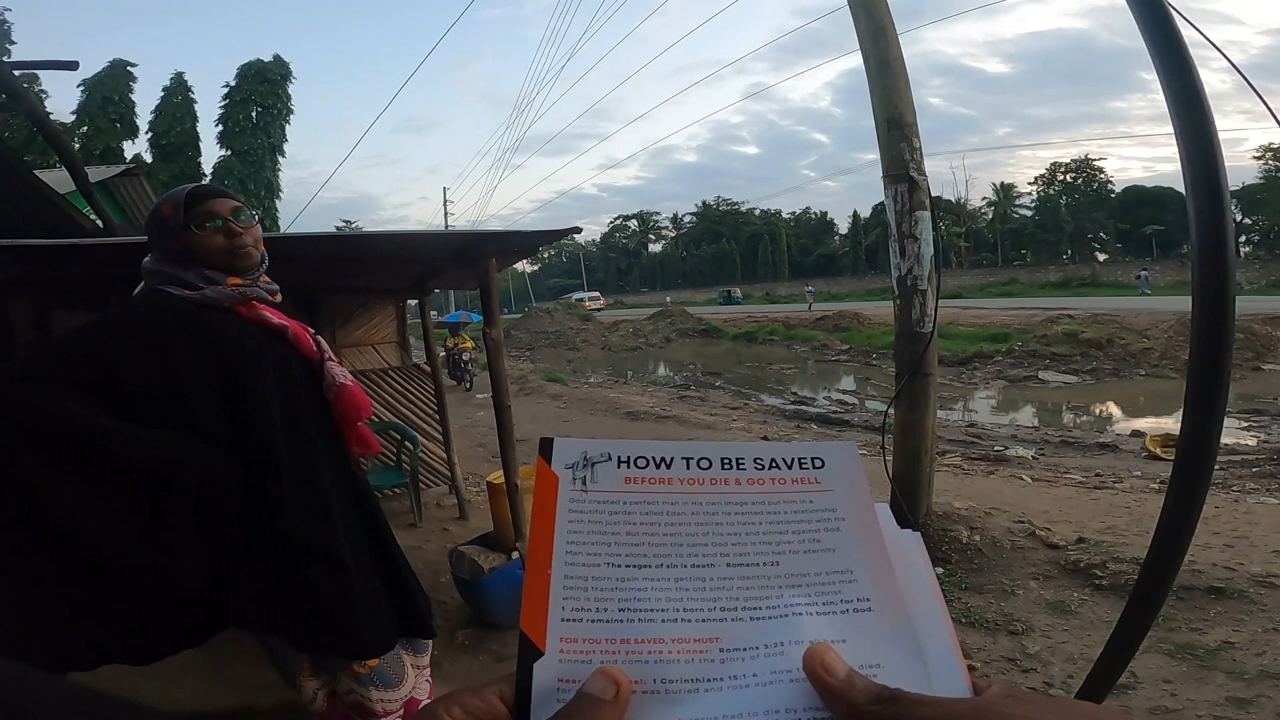 HOW TO BE SAVED
BEFORE YOU DIE & GO TO HELL
God created a perfect man in His own image and put him in a
beautiful garden called Eden. All that he wanted was a relationship
with him just like every parent desires to have a relationship with his
own children. But man went out of his way and sinned against God,
separating himself from the same God who is the giver of life.
Man was now alone, soon to die and be cast into hell for eternity
because 'The wages of sin is death - Romans 6:23
Being born again means getting a new identity in Christ or simply
being transformed from the old sinful man into a new sinless man
who is born perfect in God through the gospel of Jesus Christ
1 John 3:9 - Whosoever is born of God does not commit sin; for his
seed remains in him: and he cannot sin, because he is born of God.
FOR YOU TO BE SAVED, YOU MUST:
Accept that you are a sinner: Romans 3:23 For all have
sinned, and come short of the glory of God.
Hear 1 Corinthians 15:1-4 - How died,
for was buried and rose again
had to die by